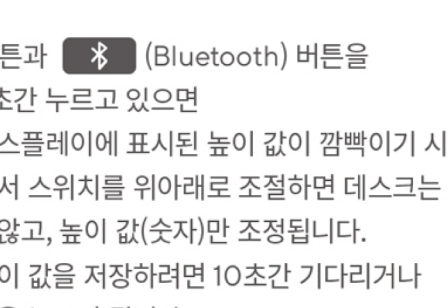 튼과 (Bluetooth) 버튼을
초간 누르고 있으면
스플레이에 표시된 높이 값이 깜빡이기 시
서 스위치를 위아래로 조절하면 데스크는
않고, 높이 값(숫자)만 조정됩니다.
이 값을 저장하려면 10초간 기다리거나